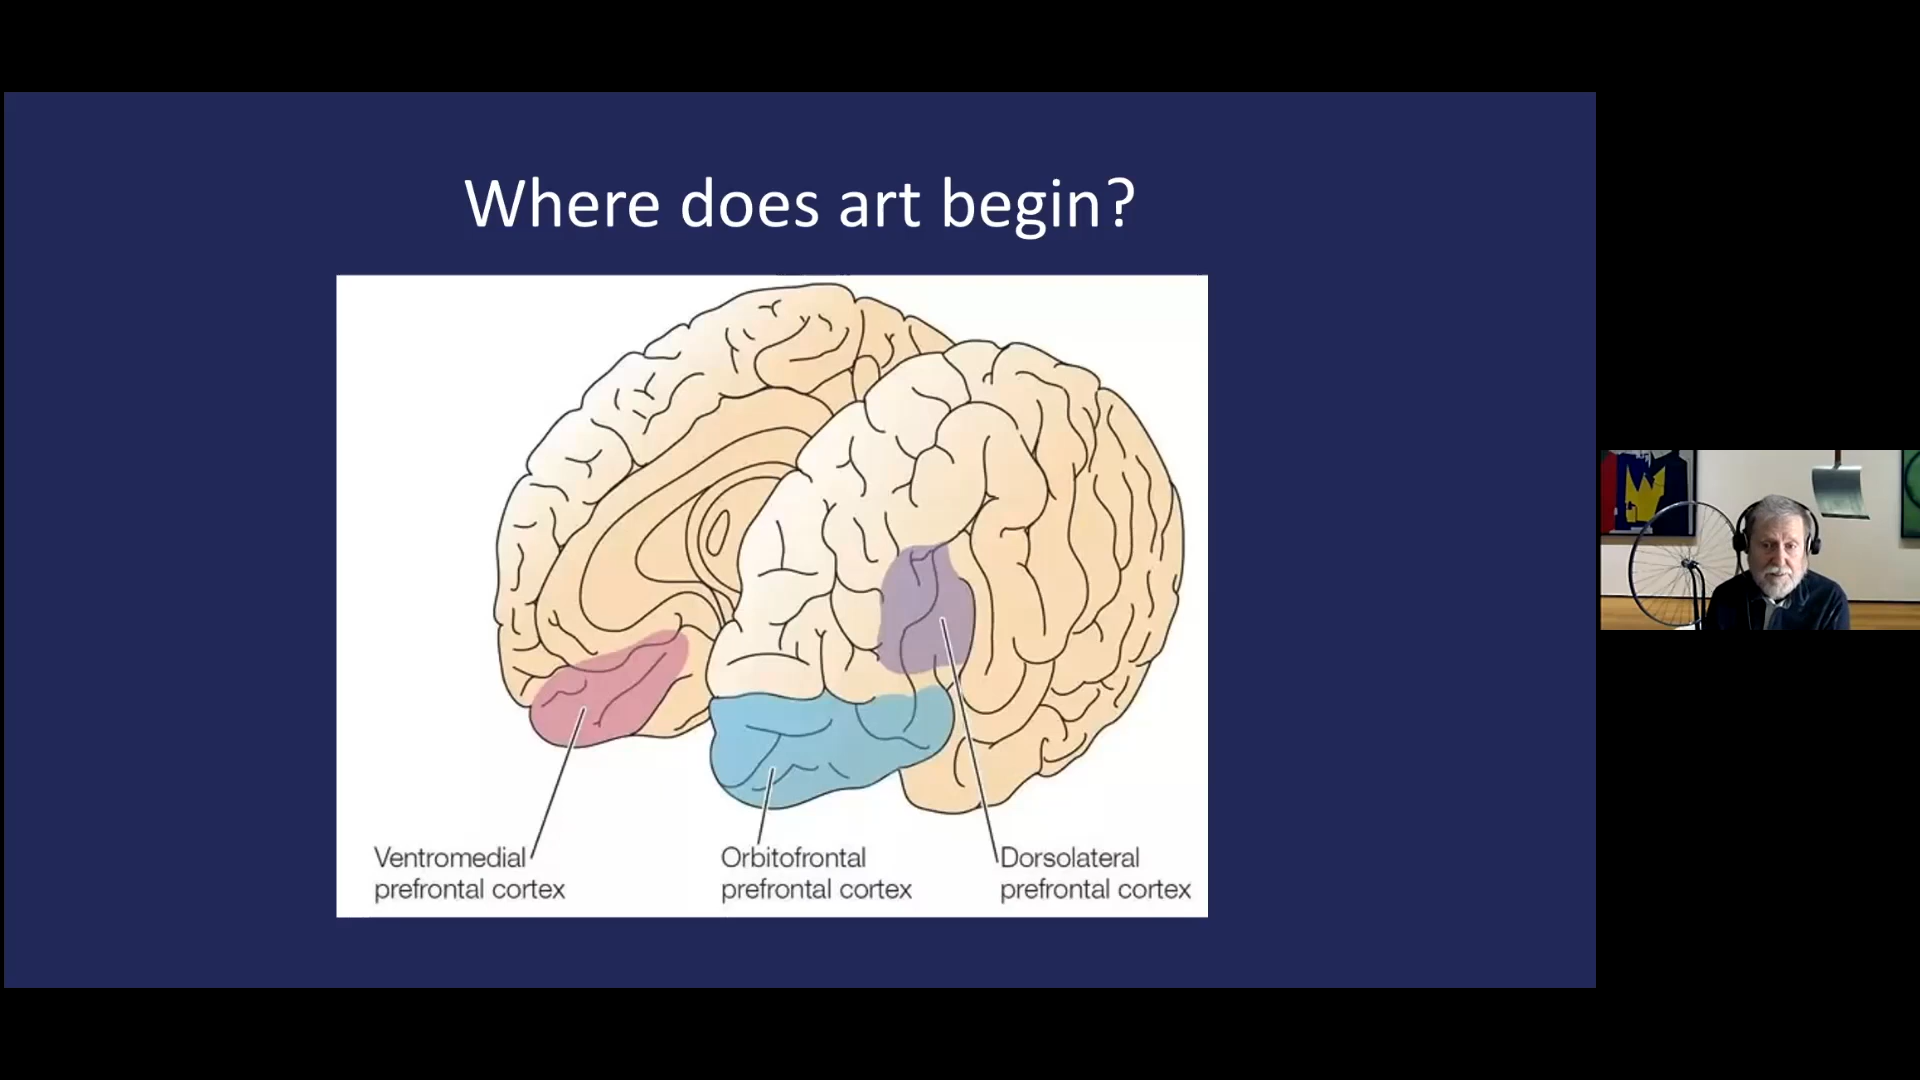 Where does art begin?
Ventromedial
prefrontal cortex
Orbitofrontal
prefrontal cortex
Dorsolateral
prefrontal cortex